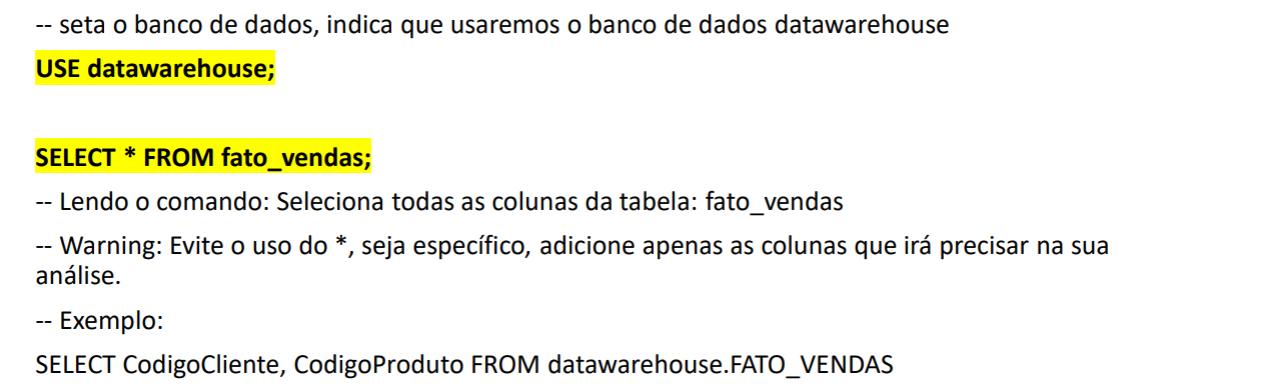 -- seta o banco de dados, indica que usaremos o banco de dados datawarehouse
USE datawarehouse;
SELECT * FROM fato_vendas;
-- Lendo o comando: Seleciona todas as colunas da tabela: fato_vendas
-- Warning: Evite o uso do *, seja específico, adicione apenas as colunas que irá precisar na sua
análise.
-- Exemplo:
SELECT CodigoCliente, CodigoProduto FROM datawarehouse.FATO_VENDAS